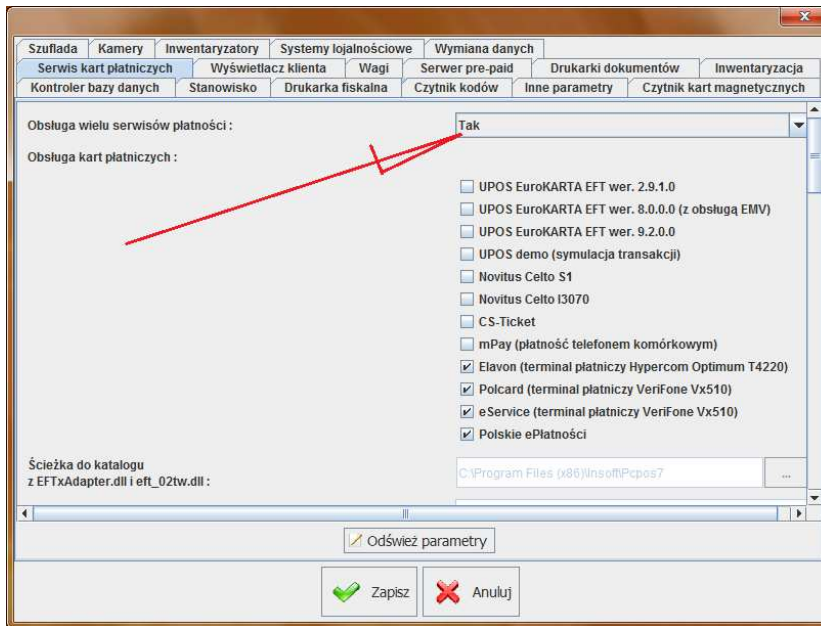 Szuflada Kamery Inwentaryzatory Systemy lojalnościowe Wymiana danych
Serwis kart płatniczych Wyświetlacz klienta Wagi Serwer pre-paid Drukarki dokumentów Inwentaryzacja
Kontroler bazy danych Stanowisko Drukarka fiskalna Czytnik kodów Inne parametry Czytnik kart magnetycznych
Obsługa wielu serwisów płatności : Tak
Obsługa kart płatniczych :
UPOS EuroKARTA EFT wer. 2.9.1.0
UPOS EuroKARTA EFT wer. 8.0.0.0 (z obsługą EMV)
UPOS EuroKARTA EFT wer. 9.2.0.0
UPOS demo (symulacja transakcji)
Novitus Celto S1
Novitus Celto I3070
CS-Ticket
mPay (płatność telefonem komórkowym)
Elavon (terminal płatniczy Hypercom Optimum T4220)
Polcard (terminal płatniczy VeriFone Vx510)
eService (terminal płatniczy VeriFone Vx510)
Polskie ePłatności
Ścieżka do katalogu
z EFTxAdapter.dll i eft_02tw.dll :
C:\Program Files (x86)\Insoft\Pcpos7 ...
Odśwież parametry
Zapisz Anuluj